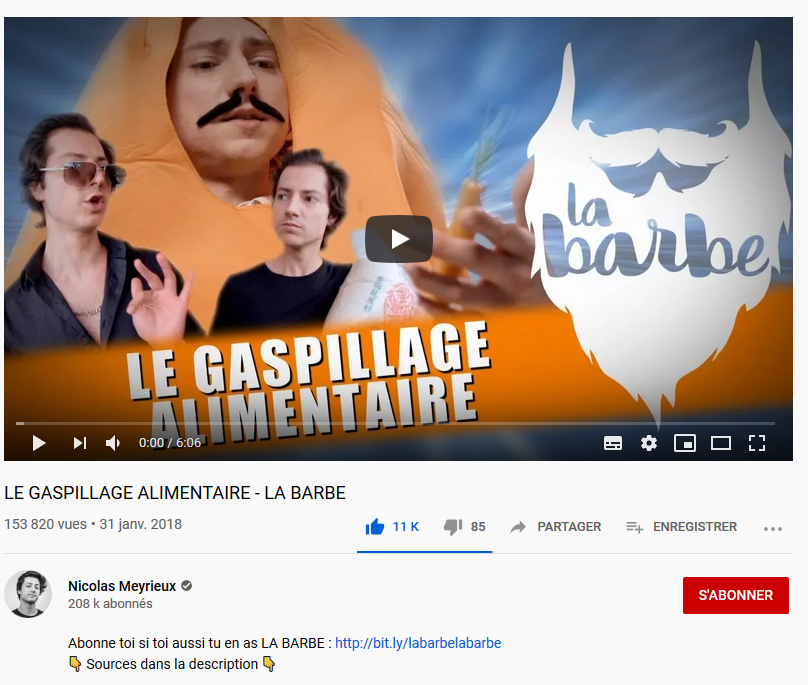 la
barbe
LE GASPILLAGE
ALIMENTAIRE
0:00 / 6:06
LE GASPILLAGE ALIMENTAIRE - LA BARBE
153 820 vues • 31 janv. 2018
11 K
85
PARTAGER
ENREGISTRER
Nicolas Meyrieux
208 k abonnés
S'ABONNER
Abonne toi si toi aussi tu en as LA BARBE : http://bit.ly/labarbelabarbe
👇 Sources dans la description 👇